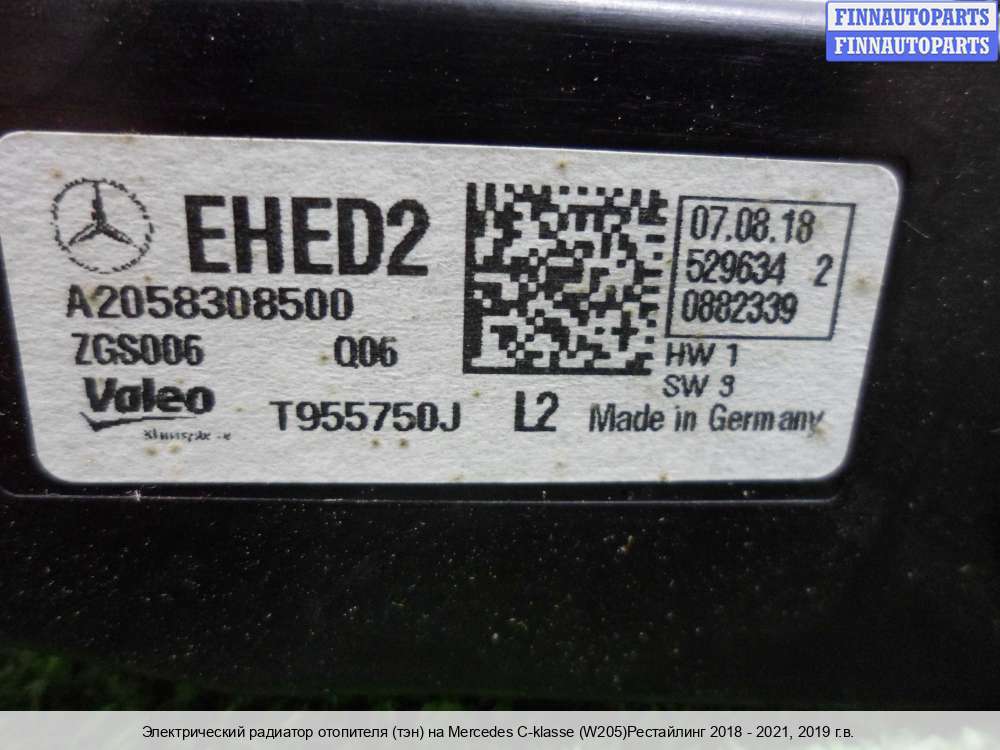 FINNAUTOPARTS
FINNAUTOPARTS
EHED2
07.08.18
529634 2
0882339
A2058308500
ZGS006 Q06
HW 1
SW 3
Valeo
T955750J L2 Made in Germany
Электрический радиатор отопителя (тэн) на Mercedes C-klasse (W205)Рестайлинг 2018 - 2021, 2019 г.в.